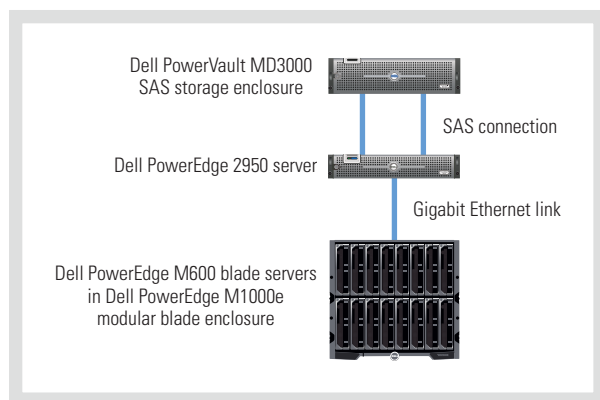 Dell PowerVault MD3000
SAS storage enclosure
SAS connection
Dell PowerEdge 2950 server
Gigabit Ethernet link
Dell PowerEdge M600 blade servers
in Dell PowerEdge M1000e
modular blade enclosure